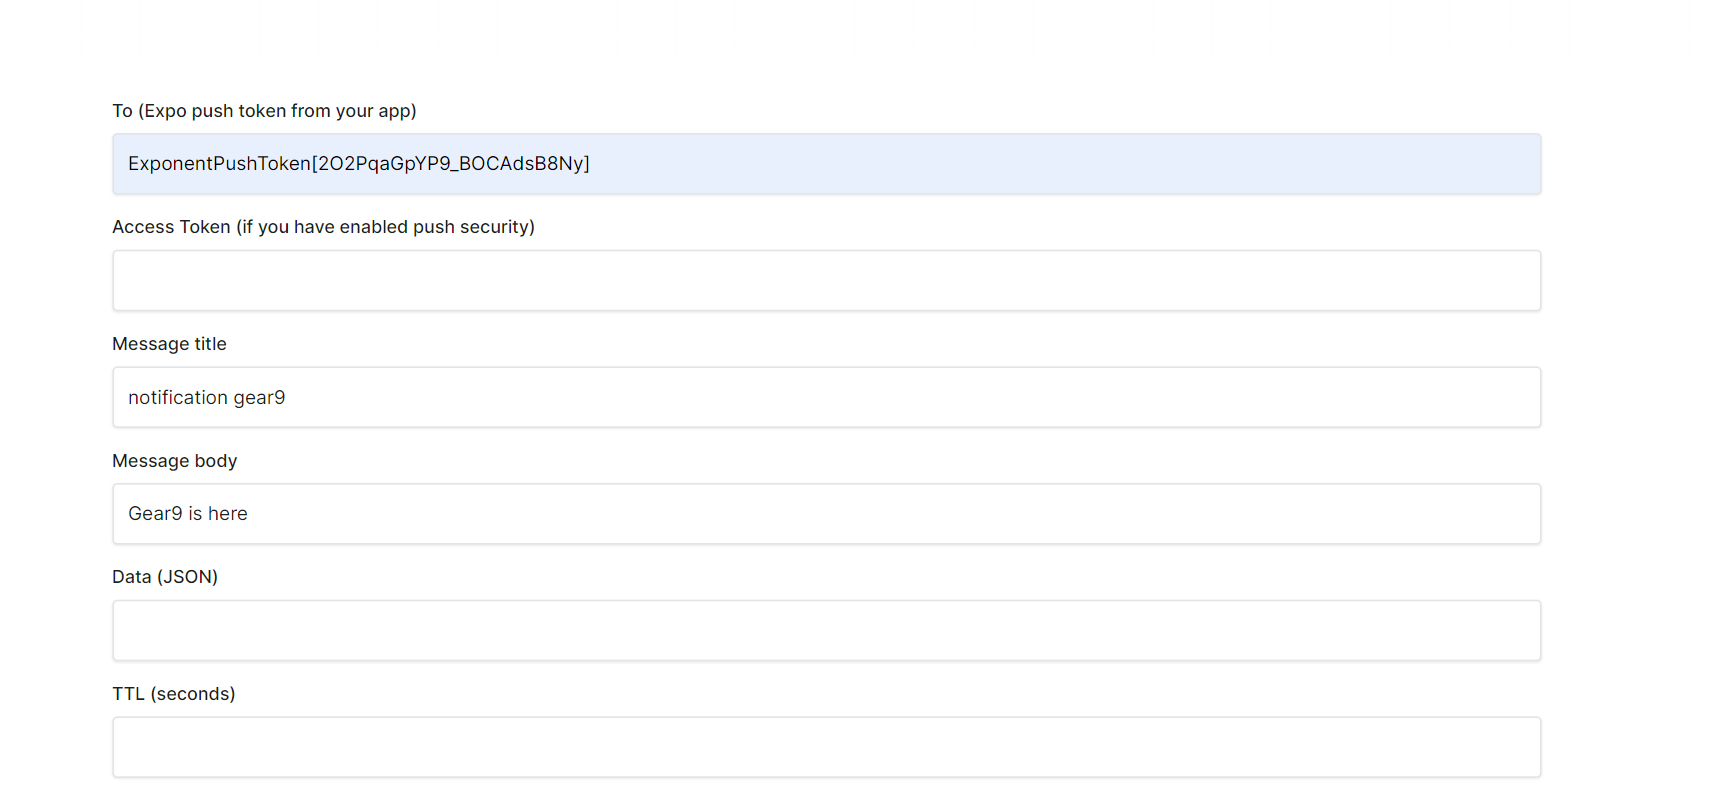 To (Expo push token from your app)
ExponentPushToken[2O2PqaGpYP9_BOCAdsB8Ny]
Access Token (if you have enabled push security)
Message title
notification gear9
Message body
Gear9 is here
Data (JSON)
TTL (seconds)